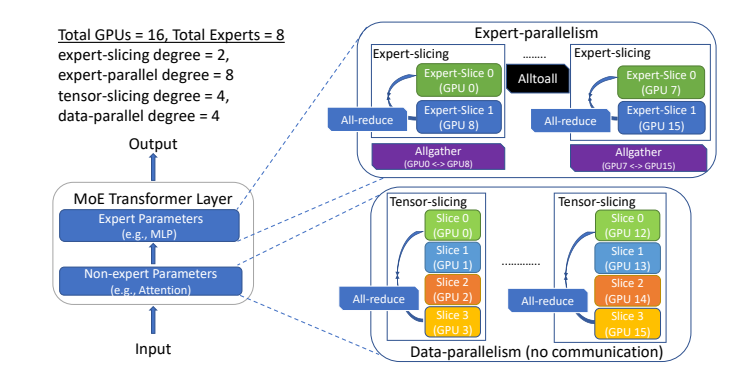 Total GPUs = 16, Total Experts = 8
expert-slicing degree = 2,
expert-parallel degree = 8
tensor-slicing degree = 4,
data-parallel degree = 4
Output
MoE Transformer Layer
Expert Parameters
(e.g., MLP)
Non-expert Parameters
(e.g., Attention)
Input
Expert-parallelism
Expert-slicing
Expert-Slice 0
(GPU 0)
Expert-Slice 1
(GPU 8)
All-reduce
Allgather
(GPU0 <-> GPU8)
........
Alltoall
Expert-slicing
Expert-Slice 0
(GPU 7)
Expert-Slice 1
(GPU 15)
All-reduce
Allgather
(GPU7 <-> GPU15)
Tensor-slicing
Slice 0
(GPU 0)
Slice 1
(GPU 1)
Slice 2
(GPU 2)
Slice 3
(GPU 3)
All-reduce
.............
Tensor-slicing
Slice 0
(GPU 12)
Slice 1
(GPU 13)
Slice 2
(GPU 14)
Slice 3
(GPU 15)
All-reduce
Data-parallelism (no communication)